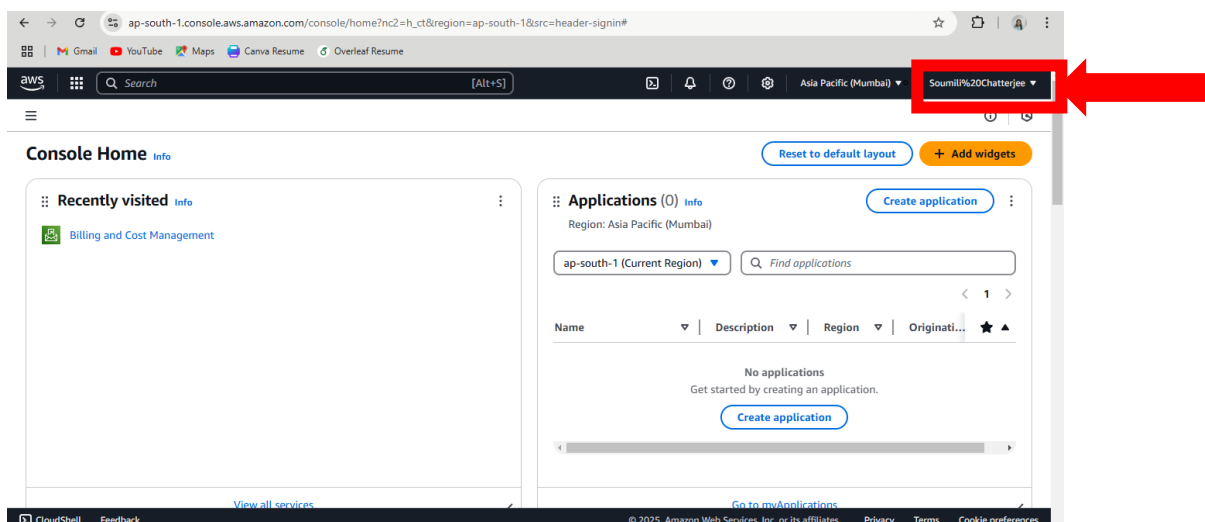 ap-south-1.console.aws.amazon.com/console/home?nc2=h_ct&region=ap-south-1&src=header-signin#
Gmail YouTube Maps Canva Resume Overleaf Resume
aws Search [Alt+S] Asia Pacific (Mumbai) Soumili%20Chatterjee
Console Home Info Reset to default layout + Add widgets
Recently visited Info
Billing and Cost Management
View all services
Applications (0) Info Create application
Region: Asia Pacific (Mumbai)
ap-south-1 (Current Region) Find applications
1
Name Description Region Originati...
No applications
Get started by creating an application.
Create application
Go to myApplications
CloudShell Feedback © 2025, Amazon Web Services, Inc. or its affiliates. Privacy Terms Cookie preferences